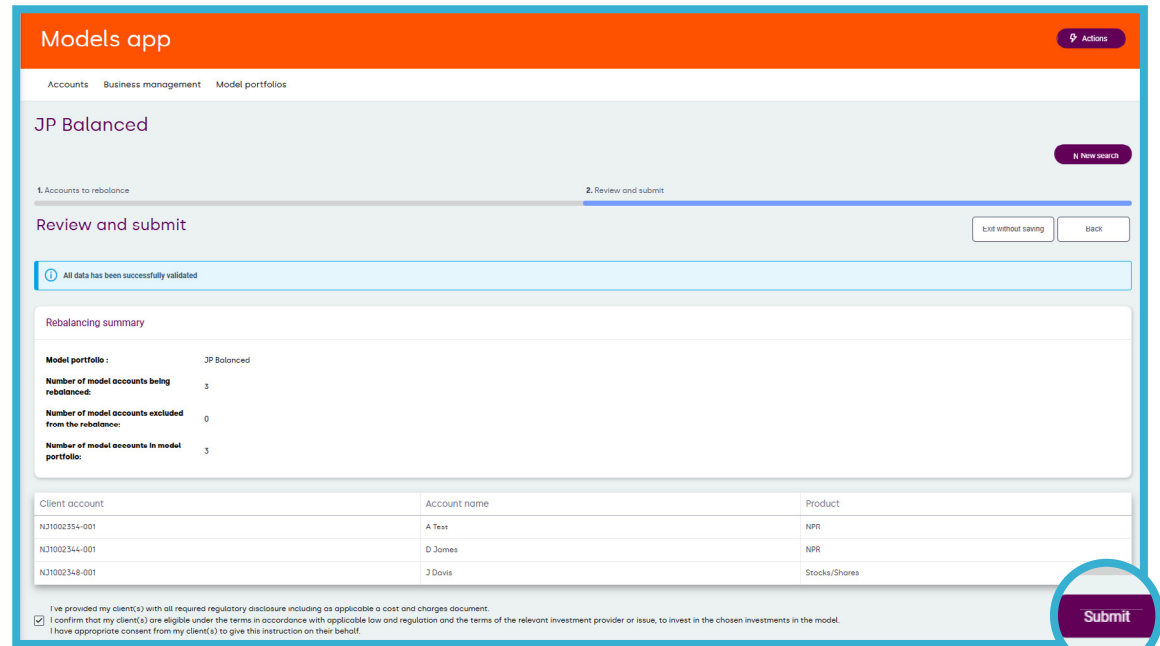 Models app
Actions
Accounts Business management Model portfolios
JP Balanced
N New search
1. Accounts to rebalance 2. Review and submit
Review and submit
Exit without saving Back
All data has been successfully validated
Rebalancing summary
Model portfolio : JP Balanced
Number of model accounts being
rebalanced: 3
Number of model accounts excluded
from the rebalance: 0
Number of model accounts in model
portfolio: 3
Client account Account name Product
NJ1002354-001 A Test NPR
NJ1002344-001 D James NPR
NJ1002348-001 J Davis Stocks/Shares
I've provided my client(s) with all required regulatory disclosure including as applicable a cost and charges document.
I confirm that my client(s) are eligible under the terms in accordance with applicable law and regulation and the terms of the relevant investment provider or issue, to invest in the chosen investments in the model.
I have appropriate consent from my client(s) to give this instruction on their behalf.
Submit